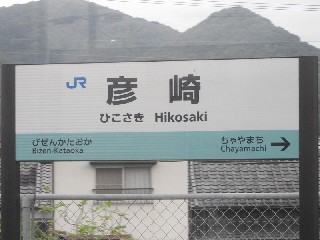 JR
彦崎
ひこさき Hikosaki
びぜんかたおか ちゃやまち →
Bizen-Kataoka Chayamachi